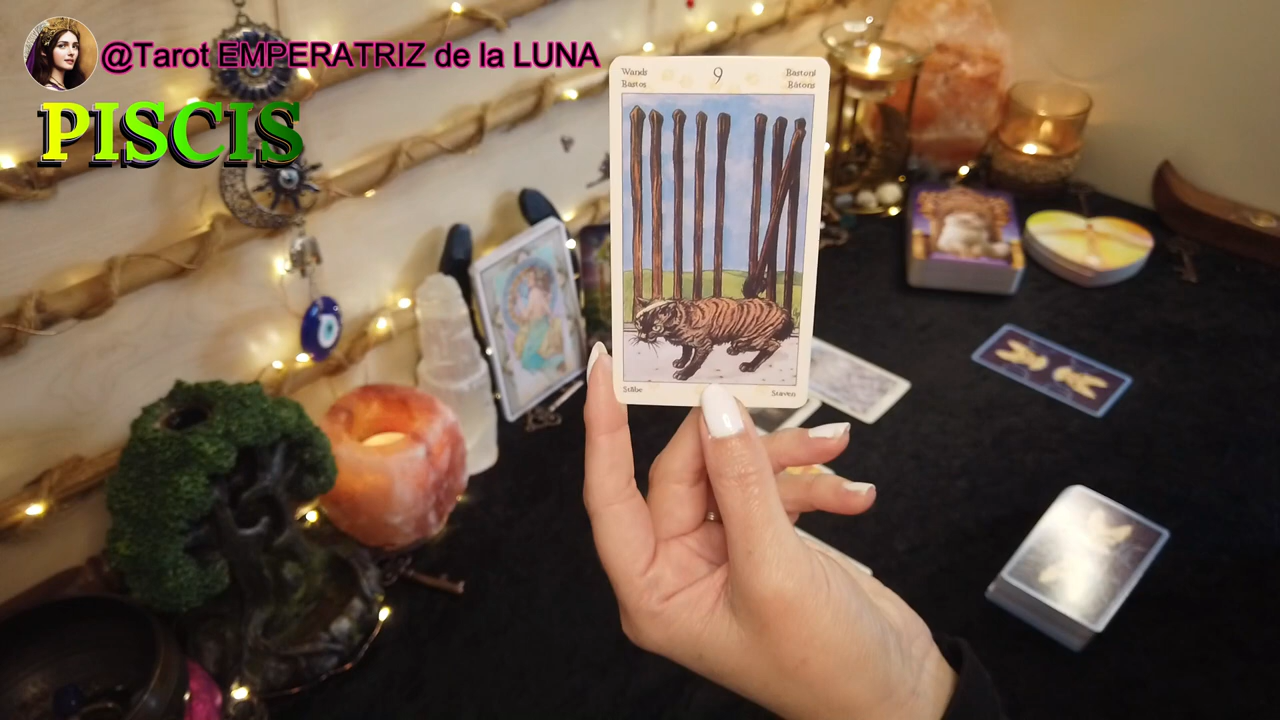 @Tarot EMPERATRIZ de la LUNA
PISCIS
Wands 9 Bastoni
Bastos Bâtons
Stäbe Staven